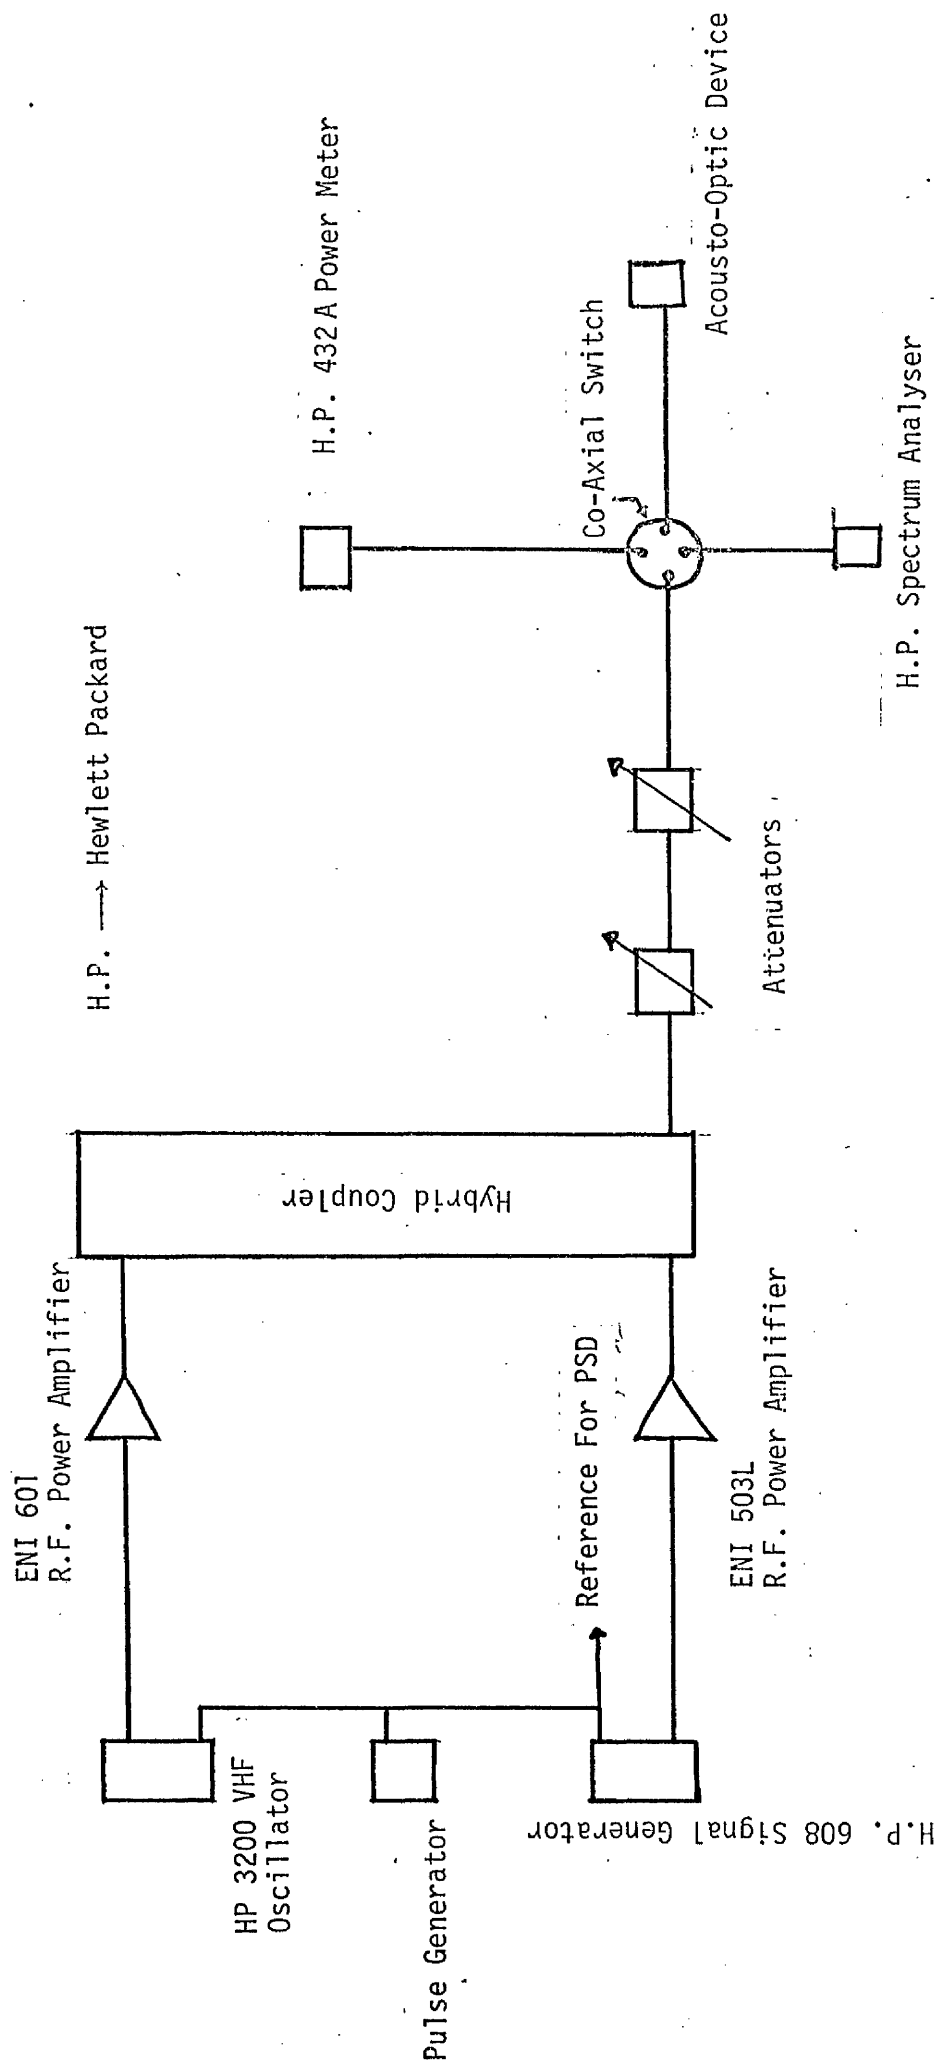 H.P. → Hewlett Packard
ENI 601
R.F. Power Amplifier
HP 3200 VHF
Oscillator
Pulse Generator
H.P. 608 Signal Generator
Reference For PSD
ENI 503L
R.F. Power Amplifier
Hybrid Coupler
Attenuators
Co-Axial Switch
H.P. 432 A Power Meter
Acousto-Optic Device
H.P. Spectrum Analyser